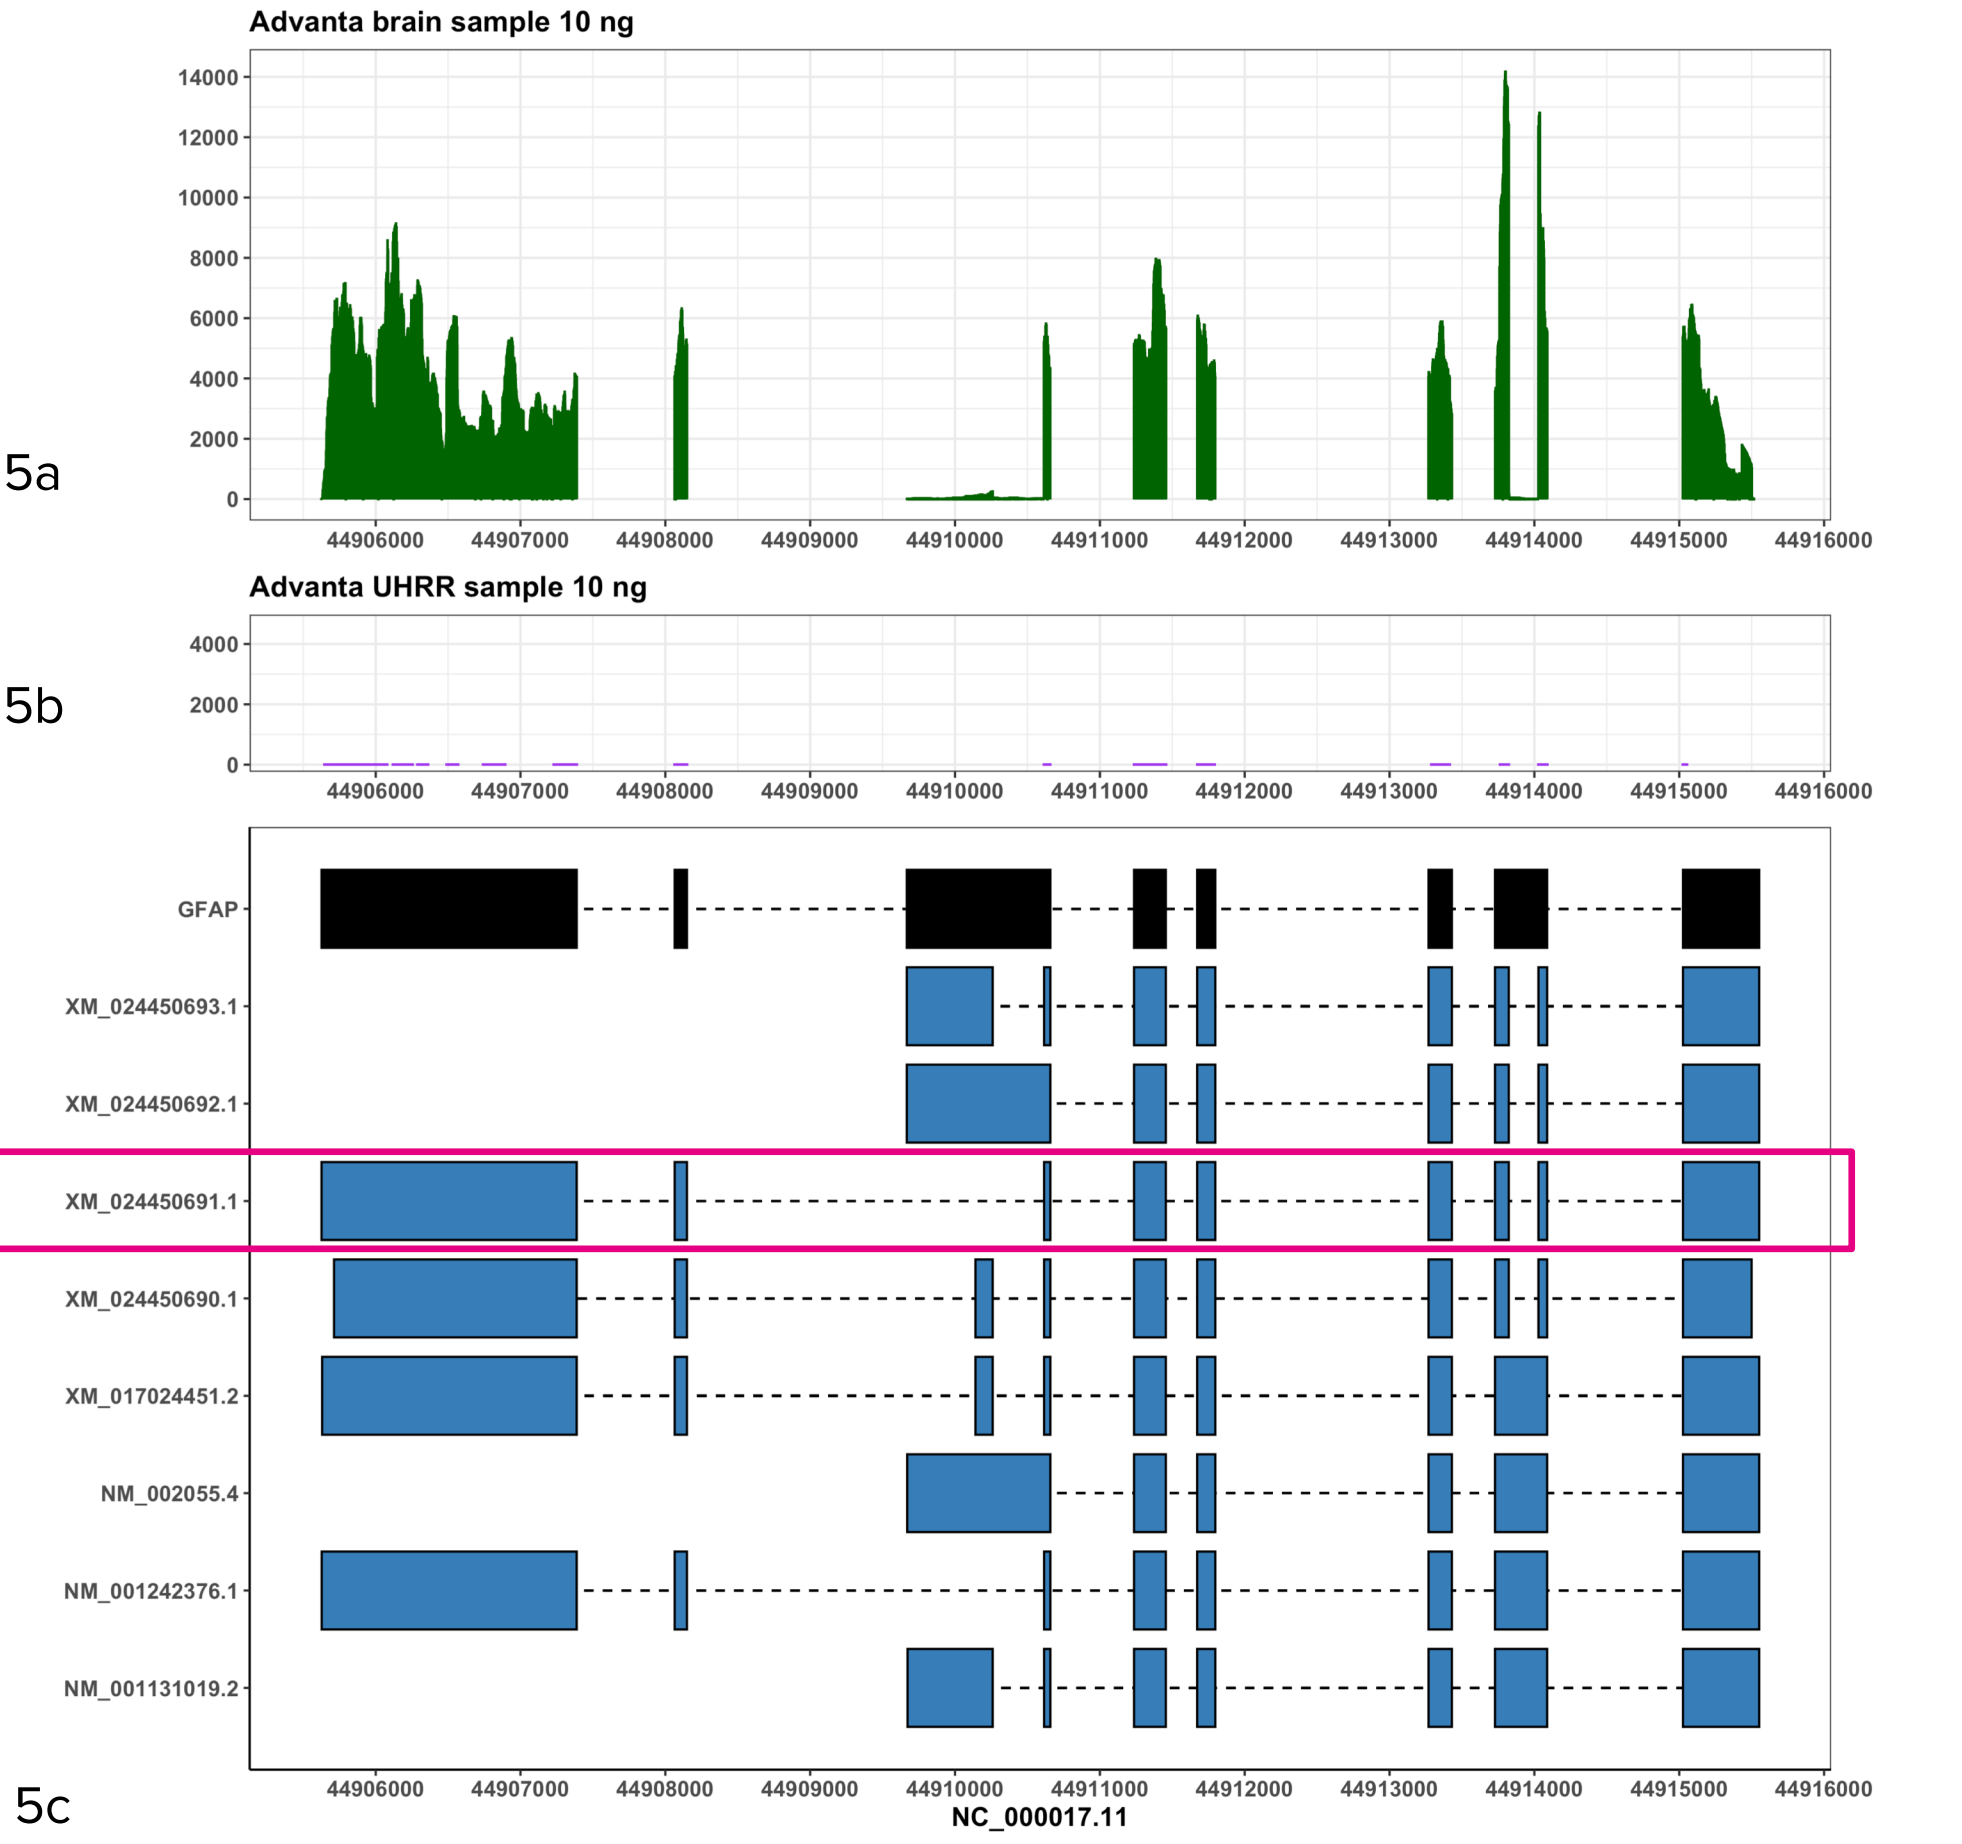 Advanta brain sample 10 ng
14000
12000
10000
8000
6000
4000
2000
0
5a
44906000 44907000 44908000 44909000 44910000 44911000 44912000 44913000 44914000 44915000 44916000
Advanta UHRR sample 10 ng
4000
2000
0
5b
44906000 44907000 44908000 44909000 44910000 44911000 44912000 44913000 44914000 44915000 44916000
GFAP
XM_024450693.1
XM_024450692.1
XM_024450691.1
XM_024450690.1
XM_017024451.2
NM_002055.4
NM_001242376.1
NM_001131019.2
44906000 44907000 44908000 44909000 44910000 44911000 44912000 44913000 44914000 44915000 44916000
5c
NC_000017.11